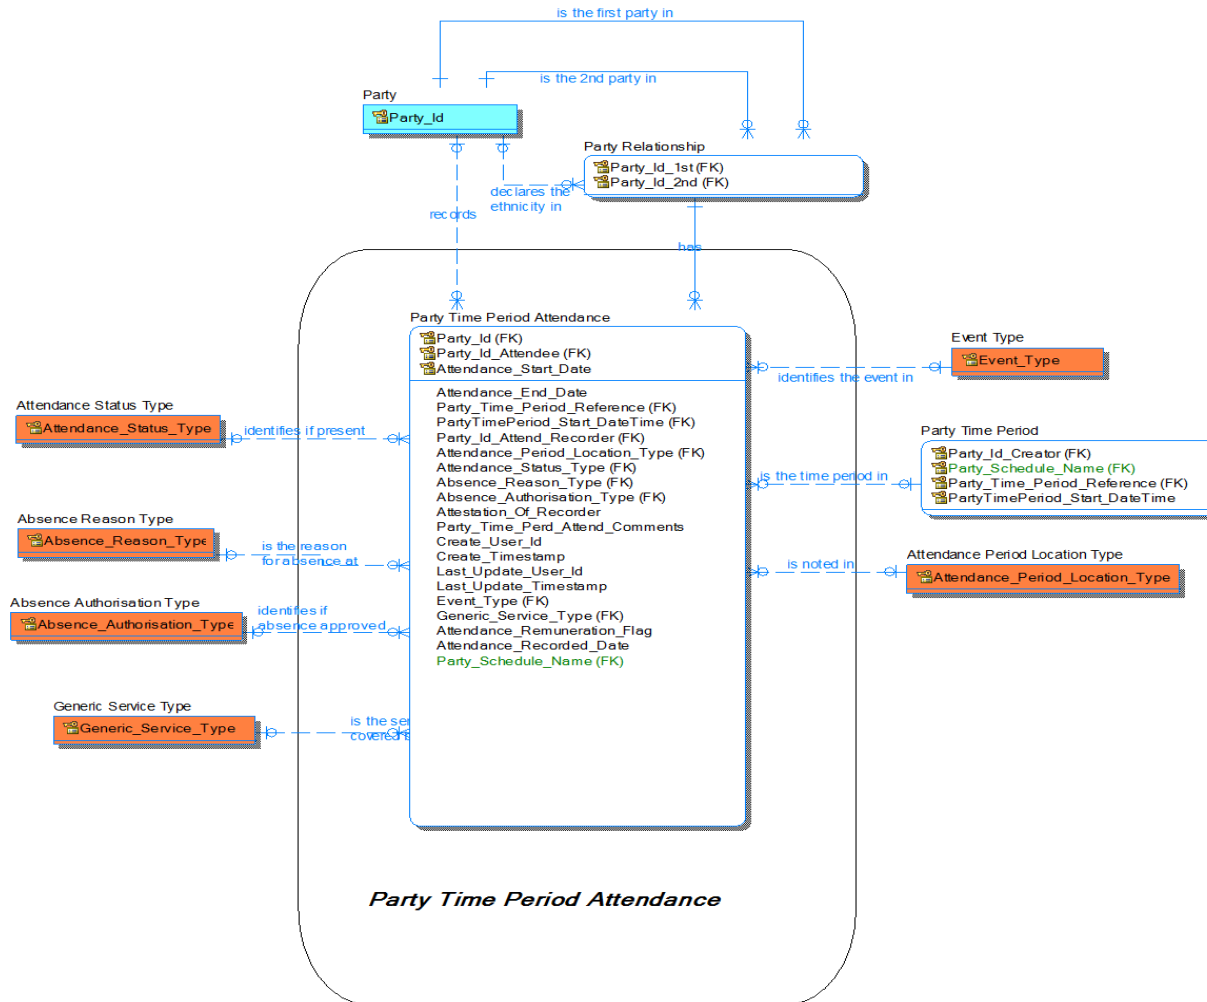 is the first party in
is the 2nd party in
Party
Party_Id
Party Relationship
Party_Id_1st (FK)
Party_Id_2nd (FK)
declares the
ethnicity in
records
has
Party Time Period Attendance
Party_Id (FK)
Party_Id_Attendee (FK)
Attendance_Start_Date
Attendance_End_Date
Party_Time_Period_Reference (FK)
PartyTimePeriod_Start_DateTime (FK)
Party_Id_Attend_Recorder (FK)
Attendance_Period_Location_Type (FK)
Attendance_Status_Type (FK)
Absence_Reason_Type (FK)
Absence_Authorisation_Type (FK)
Attestation_Of_Recorder
Party_Time_Perd_Attend_Comments
Create_User_Id
Create_Timestamp
Last_Update_User_Id
Last_Update_Timestamp
Event_Type (FK)
Generic_Service_Type (FK)
Attendance_Remuneration_Flag
Attendance_Recorded_Date
Party_Schedule_Name (FK)
Event Type
Event_Type
identifies the event in
Attendance Status Type
Attendance_Status_Type
identifies if present
Party Time Period
Party_Id_Creator (FK)
Party_Schedule_Name (FK)
Party_Time_Period_Reference (FK)
PartyTimePeriod_Start_DateTime
is the time period in
Absence Reason Type
Absence_Reason_Type
is the reason
for absence at
Attendance Period Location Type
Attendance_Period_Location_Type
is noted in
Absence Authorisation Type
Absence_Authorisation_Type
identifes if
absence approved
Generic Service Type
Generic_Service_Type
is the
covered
Party Time Period Attendance